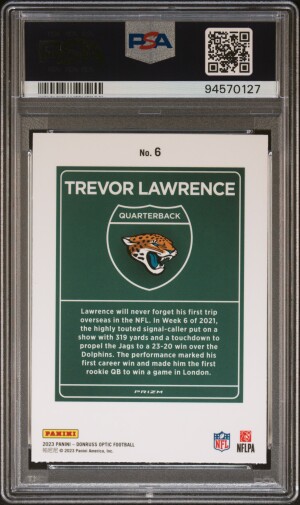 PSA
94570127
No. 6
TREVOR LAWRENCE
QUARTERBACK
Lawrence will never forget his first trip
overseas in the NFL. In Week 6 of 2021,
the highly touted signal-caller put on a
show with 319 yards and a touchdown to
propel the Jags to a 23-20 win over the
Dolphins. The performance marked his
first career win and made him the first
rookie QB to win a game in London.
PRIZM
PANINI
2023 PANINI - DONRUSS OPTIC FOOTBALL
© 2023 Panini America, Inc.
NFL
NFLPA